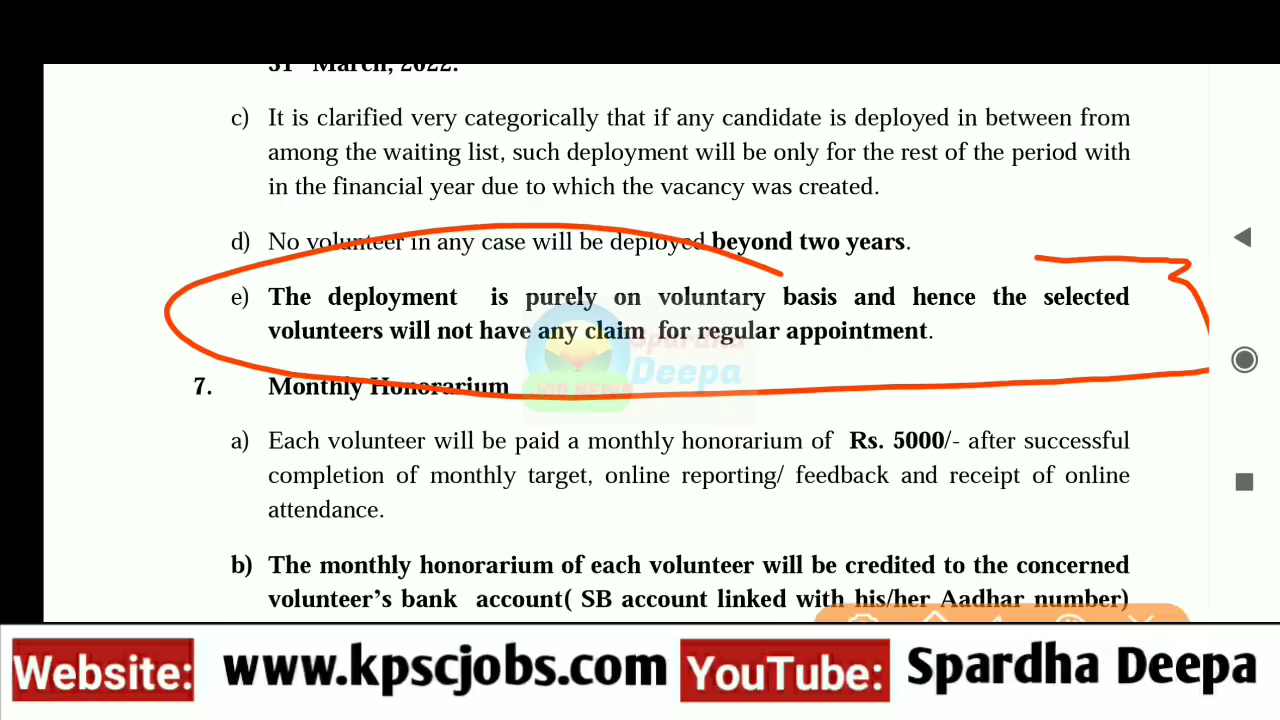 31 March, 2022.
c) It is clarified very categorically that if any candidate is deployed in between from
among the waiting list, such deployment will be only for the rest of the period with
in the financial year due to which the vacancy was created.
d) No volunteer in any case will be deployed beyond two years.
e) The deployment is purely on voluntary basis and hence the selected
volunteers will not have any claim for regular appointment.
Spardha
Deepa
JOB NEWS
7. Monthly Honorarium
a) Each volunteer will be paid a monthly honorarium of Rs. 5000/- after successful
completion of monthly target, online reporting/ feedback and receipt of online
attendance.
b) The monthly honorarium of each volunteer will be credited to the concerned
volunteer’s bank account( SB account linked with his/her Aadhar number)
Website: www.kpscjobs.com YouTube: Spardha Deepa